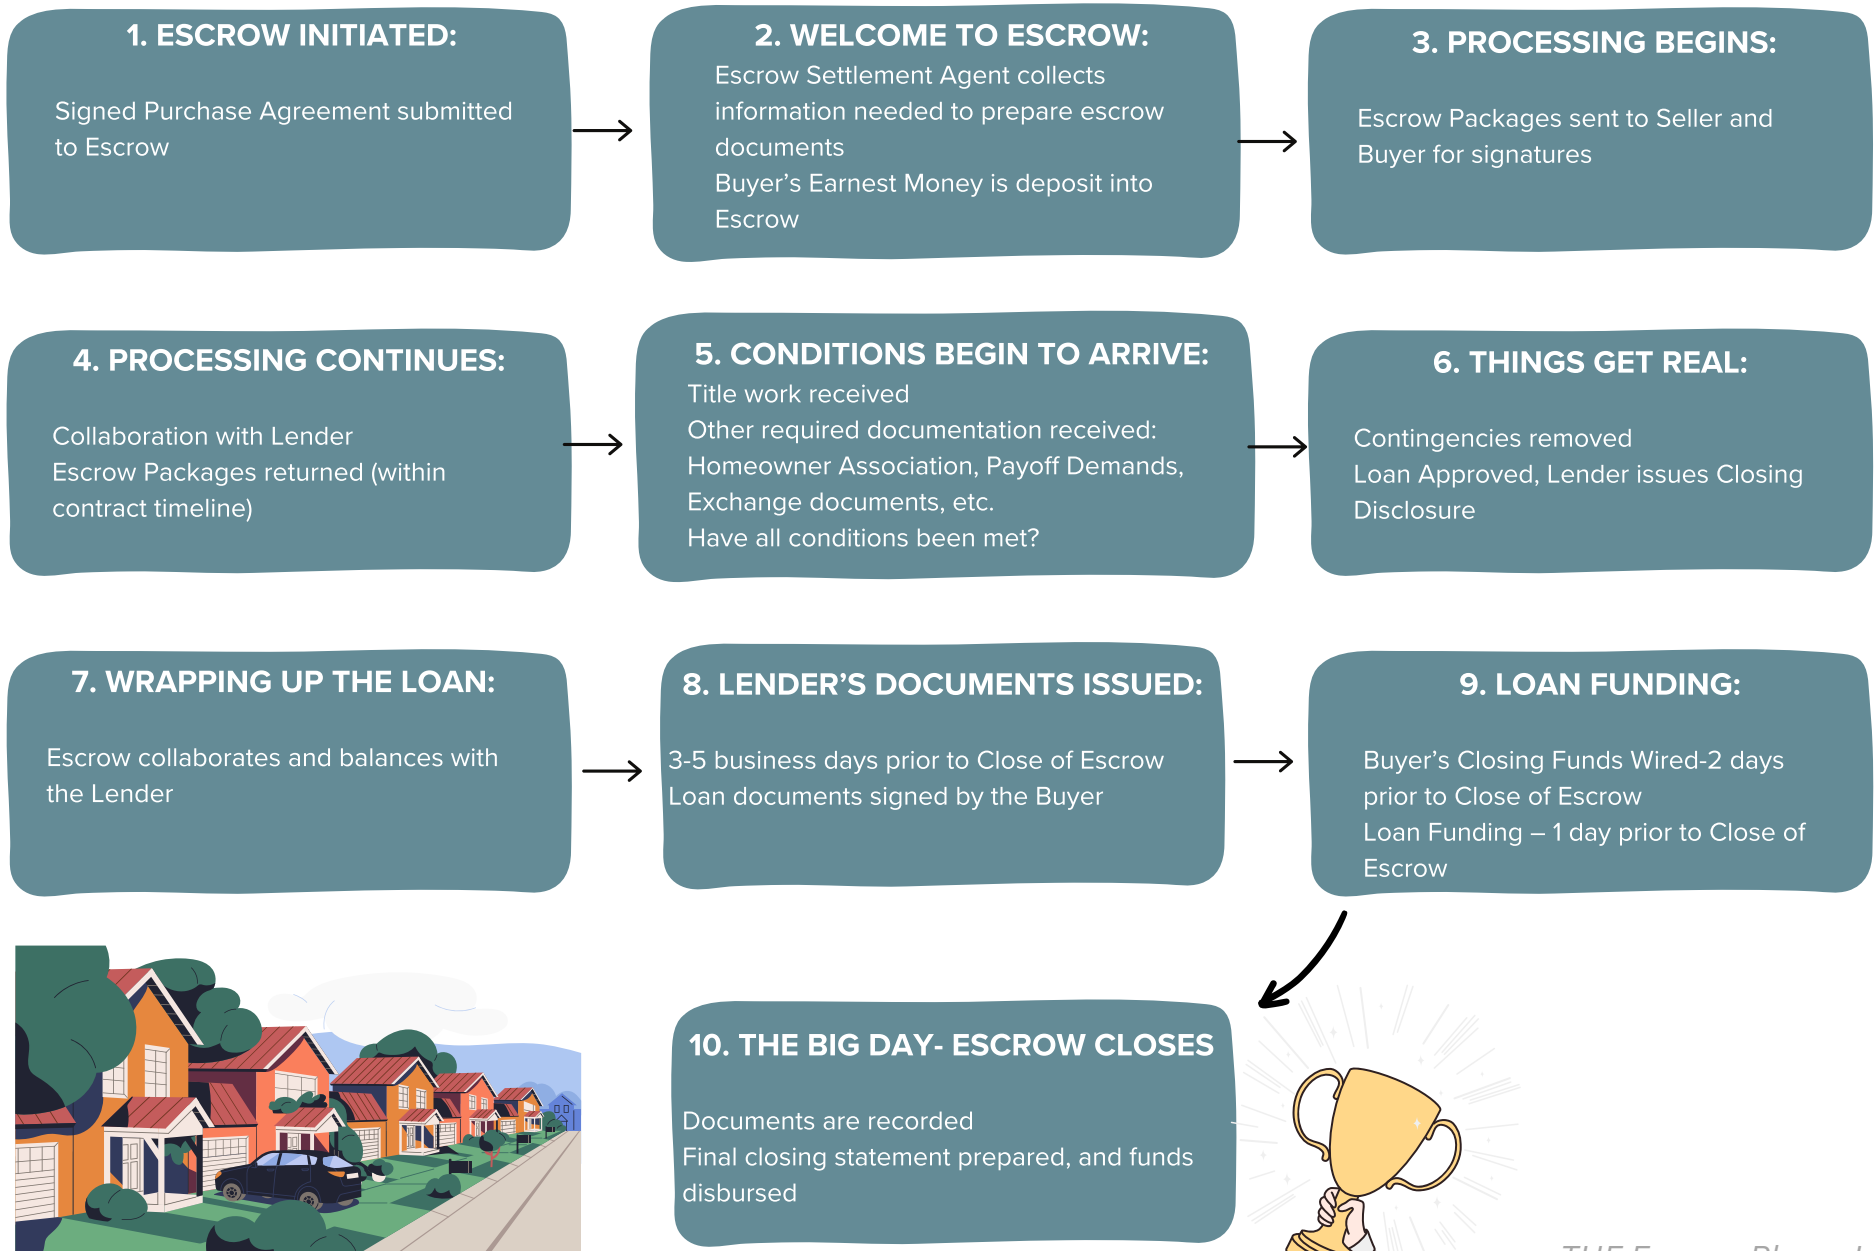 1. ESCROW INITIATED:
Signed Purchase Agreement submitted
to Escrow
2. WELCOME TO ESCROW:
Escrow Settlement Agent collects
information needed to prepare escrow
documents
Buyer’s Earnest Money is deposit into
Escrow
3. PROCESSING BEGINS:
Escrow Packages sent to Seller and
Buyer for signatures
4. PROCESSING CONTINUES:
Collaboration with Lender
Escrow Packages returned (within
contract timeline)
5. CONDITIONS BEGIN TO ARRIVE:
Title work received
Other required documentation received:
Homeowner Association, Payoff Demands,
Exchange documents, etc.
Have all conditions been met?
6. THINGS GET REAL:
Contingencies removed
Loan Approved, Lender issues Closing
Disclosure
7. WRAPPING UP THE LOAN:
Escrow collaborates and balances with
the Lender
8. LENDER’S DOCUMENTS ISSUED:
3-5 business days prior to Close of Escrow
Loan documents signed by the Buyer
9. LOAN FUNDING:
Buyer’s Closing Funds Wired-2 days
prior to Close of Escrow
Loan Funding – 1 day prior to Close of
Escrow
10. THE BIG DAY- ESCROW CLOSES
Documents are recorded
Final closing statement prepared, and funds
disbursed
THE